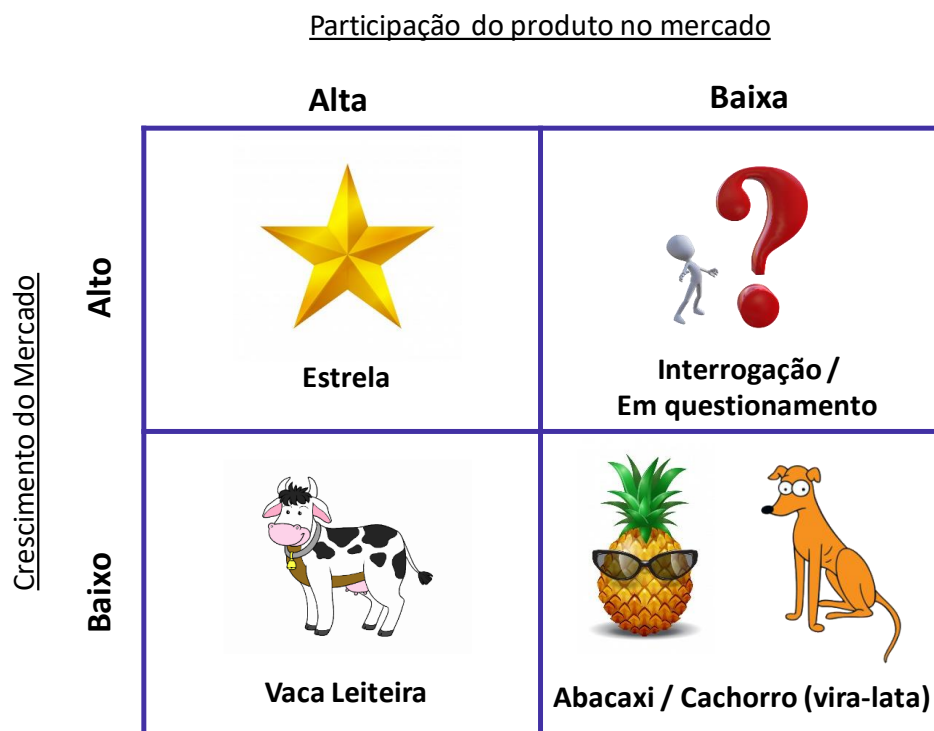 Participação do produto no mercado
Alta
Baixa
Crescimento do Mercado
Alto
Estrela
Interrogação /
Em questionamento
Baixo
Vaca Leiteira
Abacaxi / Cachorro (vira-lata)